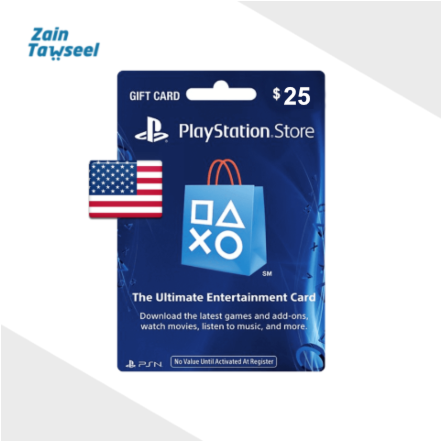 Zain
Tawseel
GIFT CARD
$25
PlayStation.Store
SM
The Ultimate Entertainment Card
Download the latest games and add-ons,
watch movies, listen to music, and more.
PSN
No Value Until Activated At Register